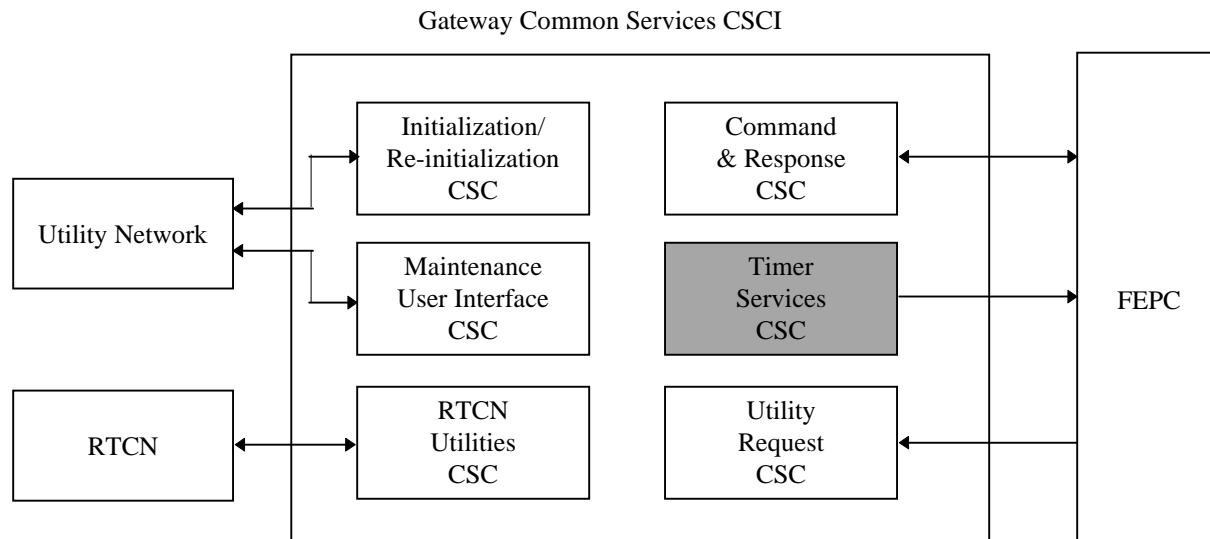 Gateway Common Services CSCI
Initialization/
Re-initialization
CSC
Command
& Response
CSC
Utility Network
Maintenance
User Interface
CSC
Timer
Services
CSC
FEPC
RTCN
RTCN
Utilities
CSC
Utility
Request
CSC